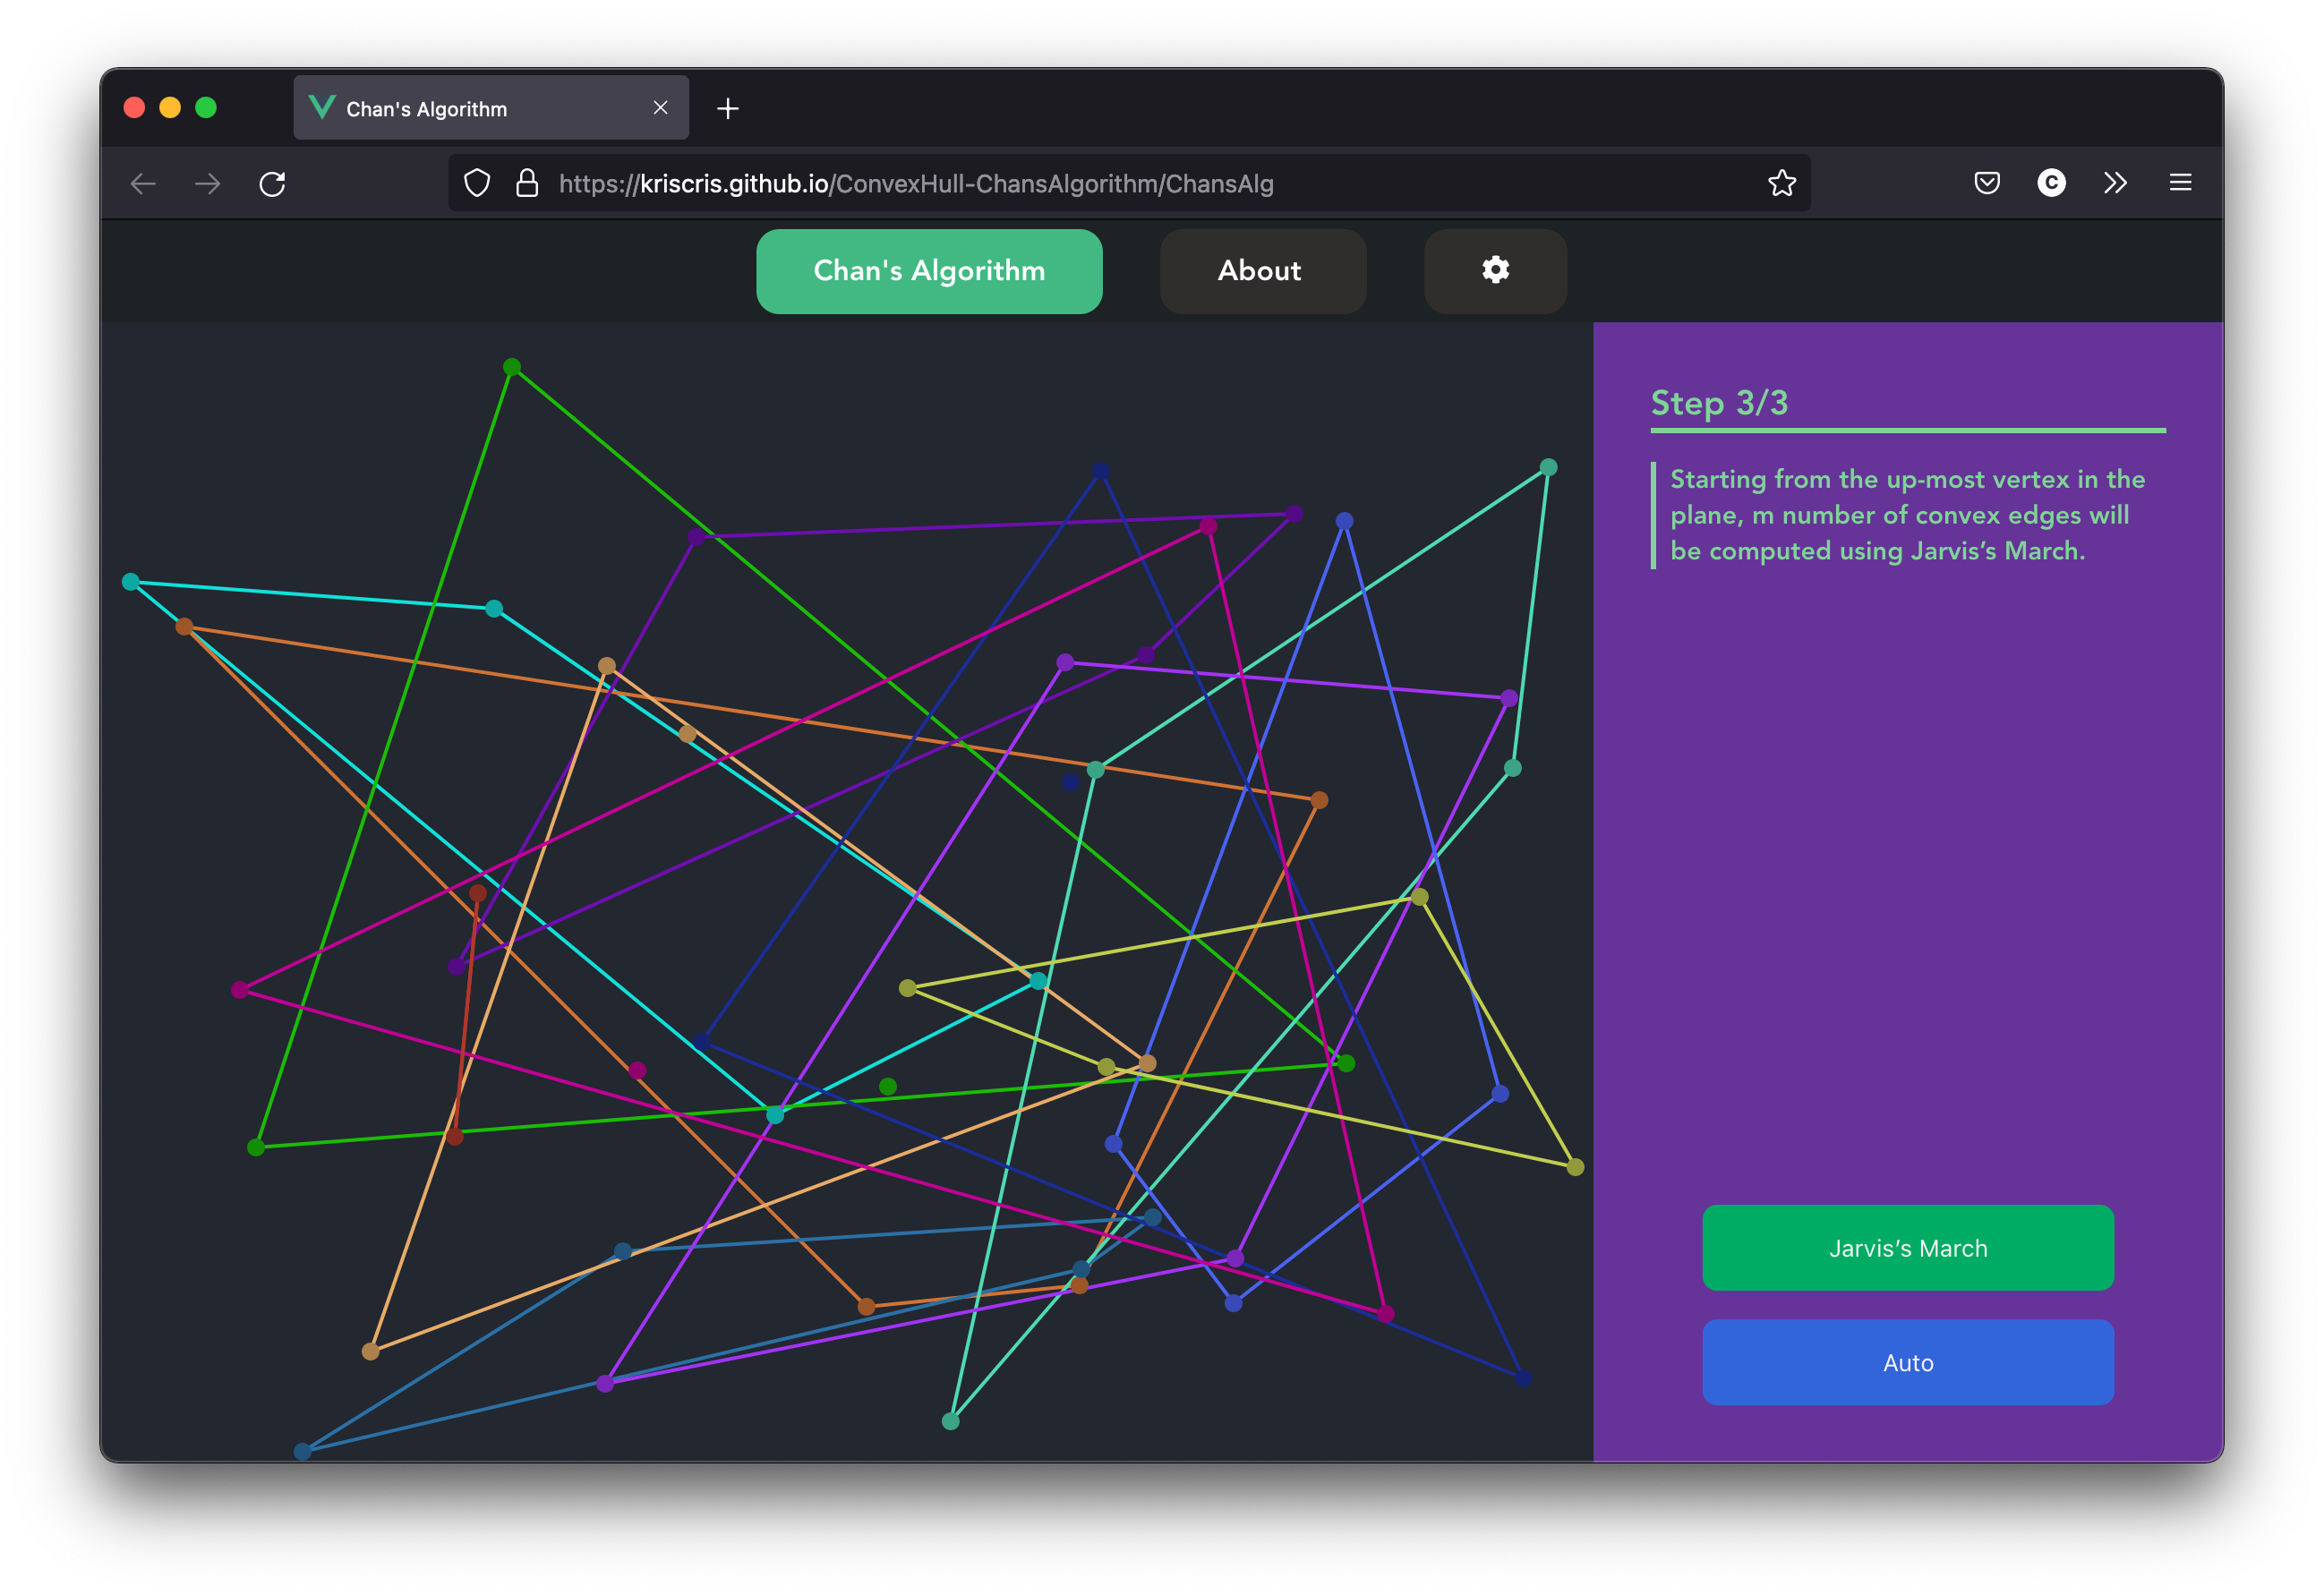 Chan's Algorithm
https://kriscris.github.io/ConvexHull-ChansAlgorithm/ChansAlg
C
Chan's Algorithm
About
Step 3/3
Starting from the up-most vertex in the
plane, m number of convex edges will
be computed using Jarvis’s March.
Jarvis’s March
Auto